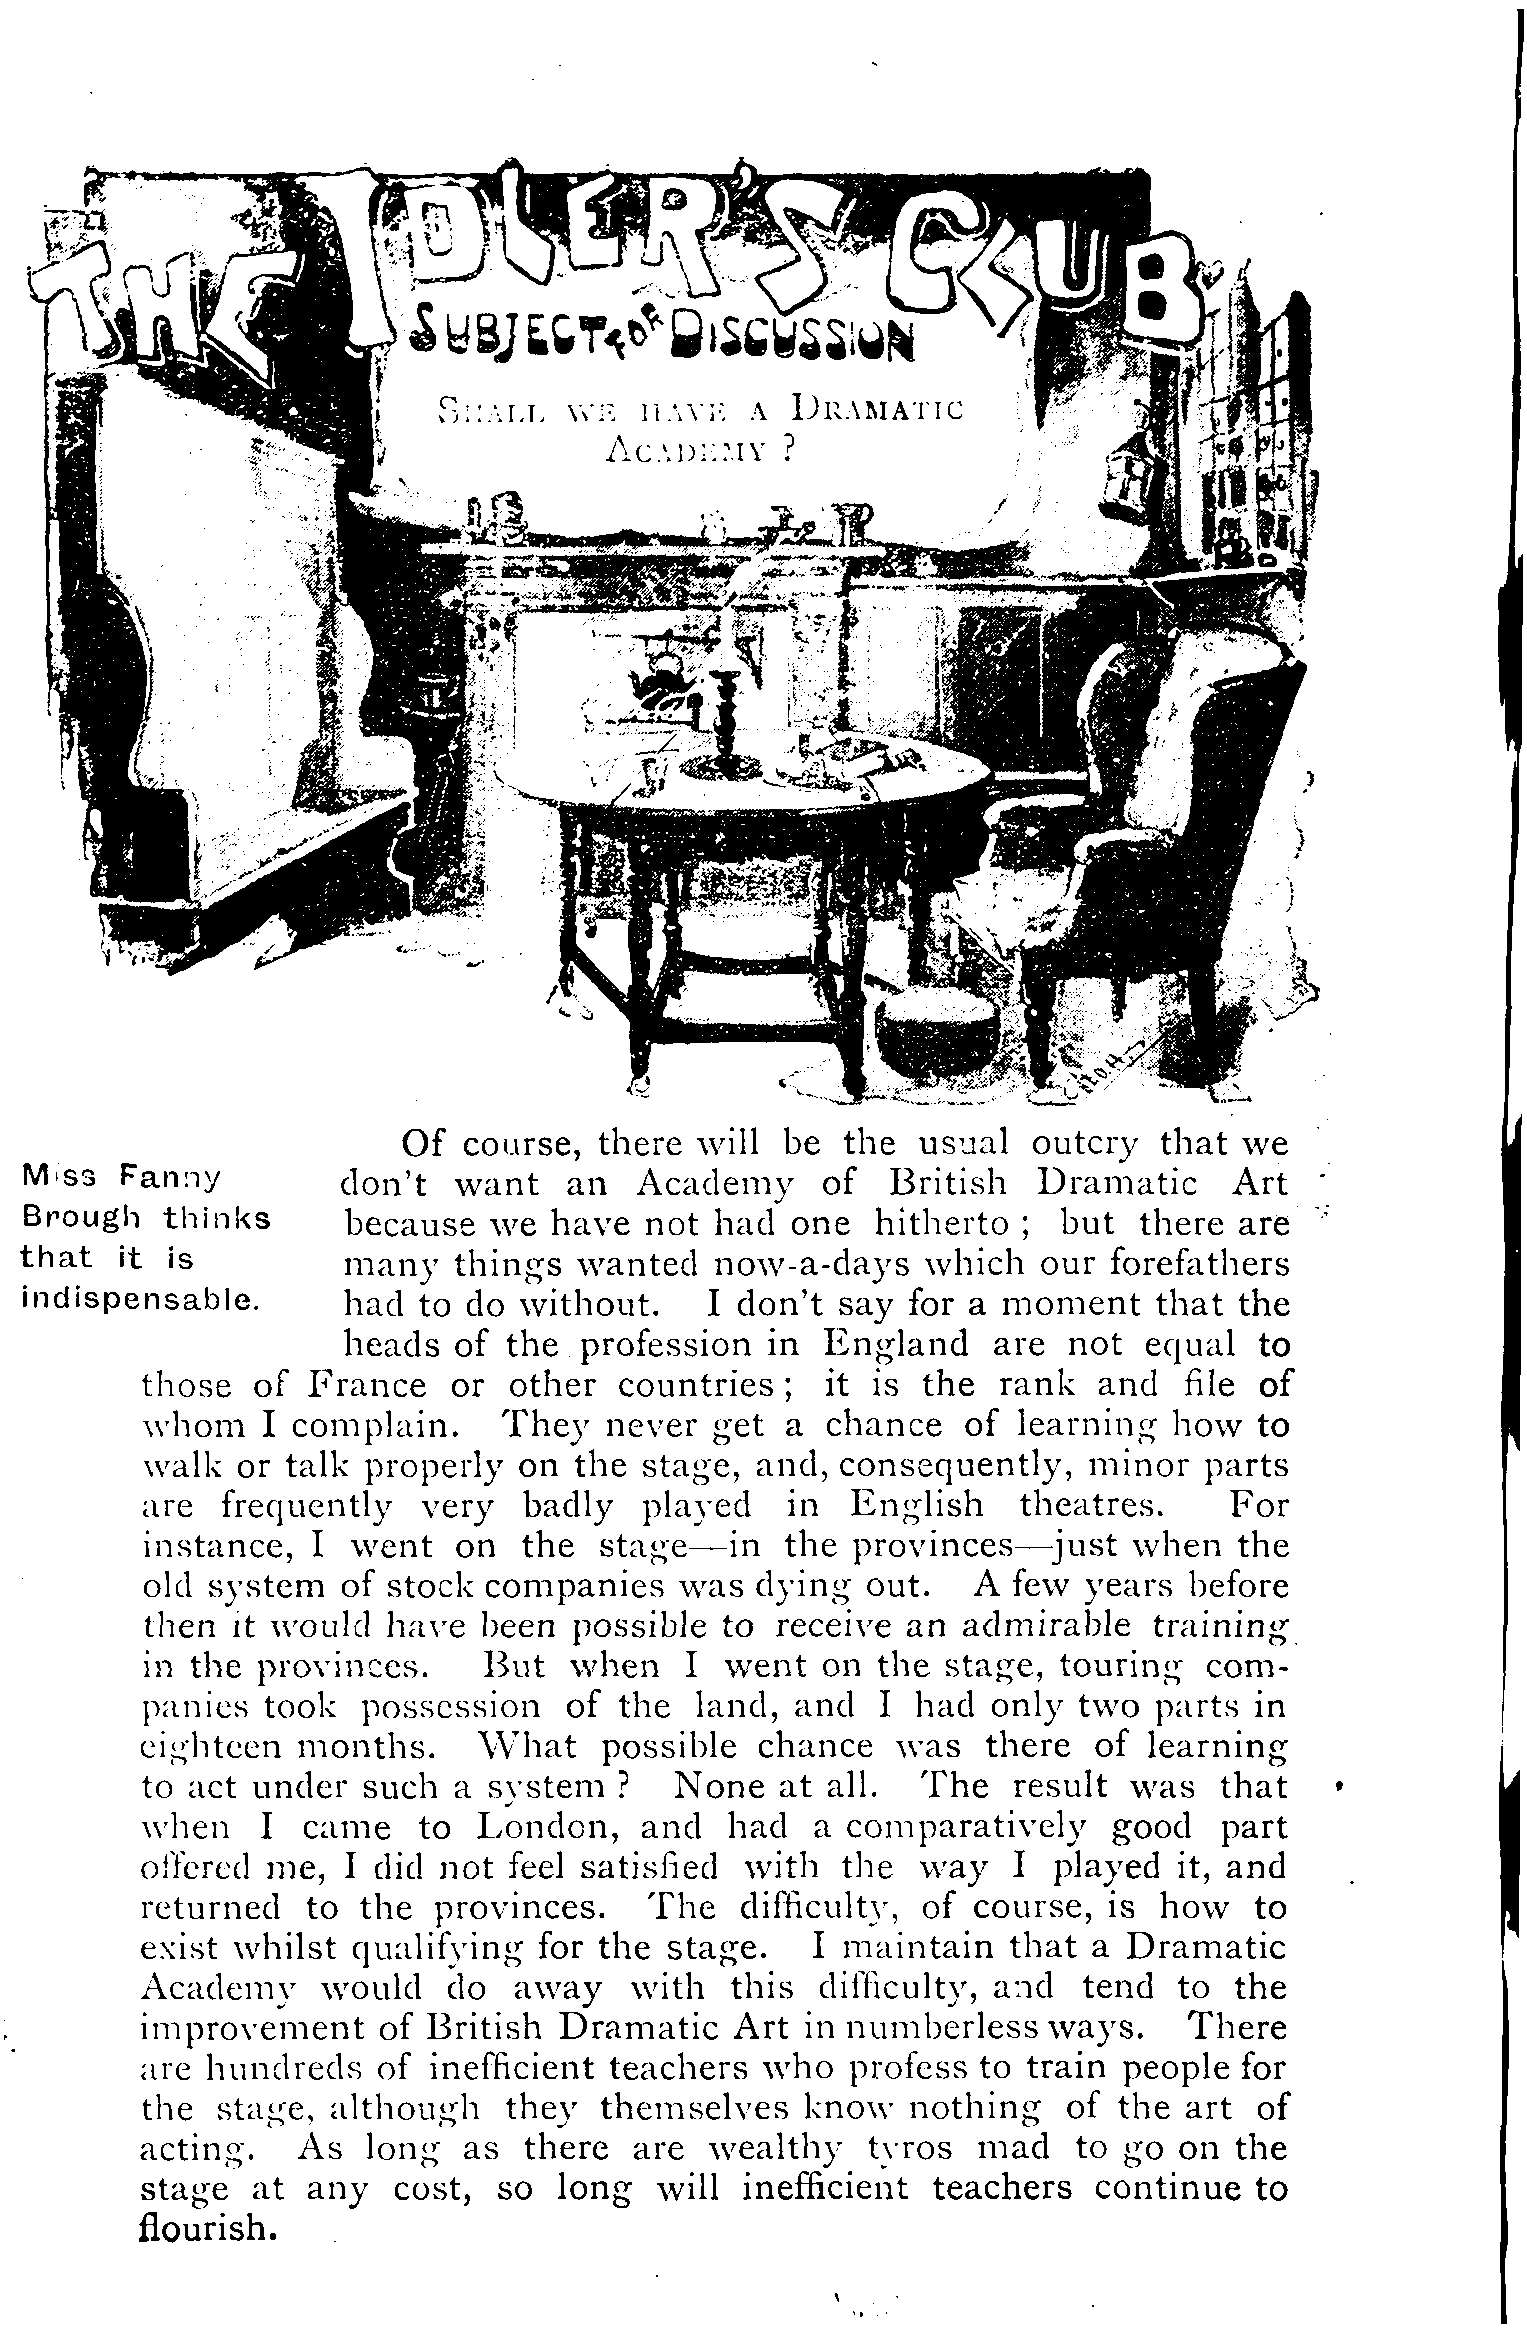 THE IDLER'S CLUB
SUBJECT FOR DISCUSSION
SHALL WE HAVE A DRAMATIC
ACADEMY ?
Miss Fanny
Brough thinks
that it is
indispensable.
Of course, there will be the usual outcry that we
don't want an Academy of British Dramatic Art
because we have not had one hitherto ; but there are
many things wanted now-a-days which our forefathers
had to do without. I don't say for a moment that the
heads of the profession in England are not equal to
those of France or other countries ; it is the rank and file of
whom I complain. They never get a chance of learning how to
walk or talk properly on the stage, and, consequently, minor parts
are frequently very badly played in English theatres. For
instance, I went on the stage—in the provinces—just when the
old system of stock companies was dying out. A few years before
then it would have been possible to receive an admirable training
in the provinces. But when I went on the stage, touring com-
panies took possession of the land, and I had only two parts in
eighteen months. What possible chance was there of learning
to act under such a system ? None at all. The result was that
when I came to London, and had a comparatively good part
offered me, I did not feel satisfied with the way I played it, and
returned to the provinces. The difficulty, of course, is how to
exist whilst qualifying for the stage. I maintain that a Dramatic
Academy would do away with this difficulty, and tend to the
improvement of British Dramatic Art in numberless ways. There
are hundreds of inefficient teachers who profess to train people for
the stage, although they themselves know nothing of the art of
acting. As long as there are wealthy tyros mad to go on the
stage at any cost, so long will inefficient teachers continue to
flourish.